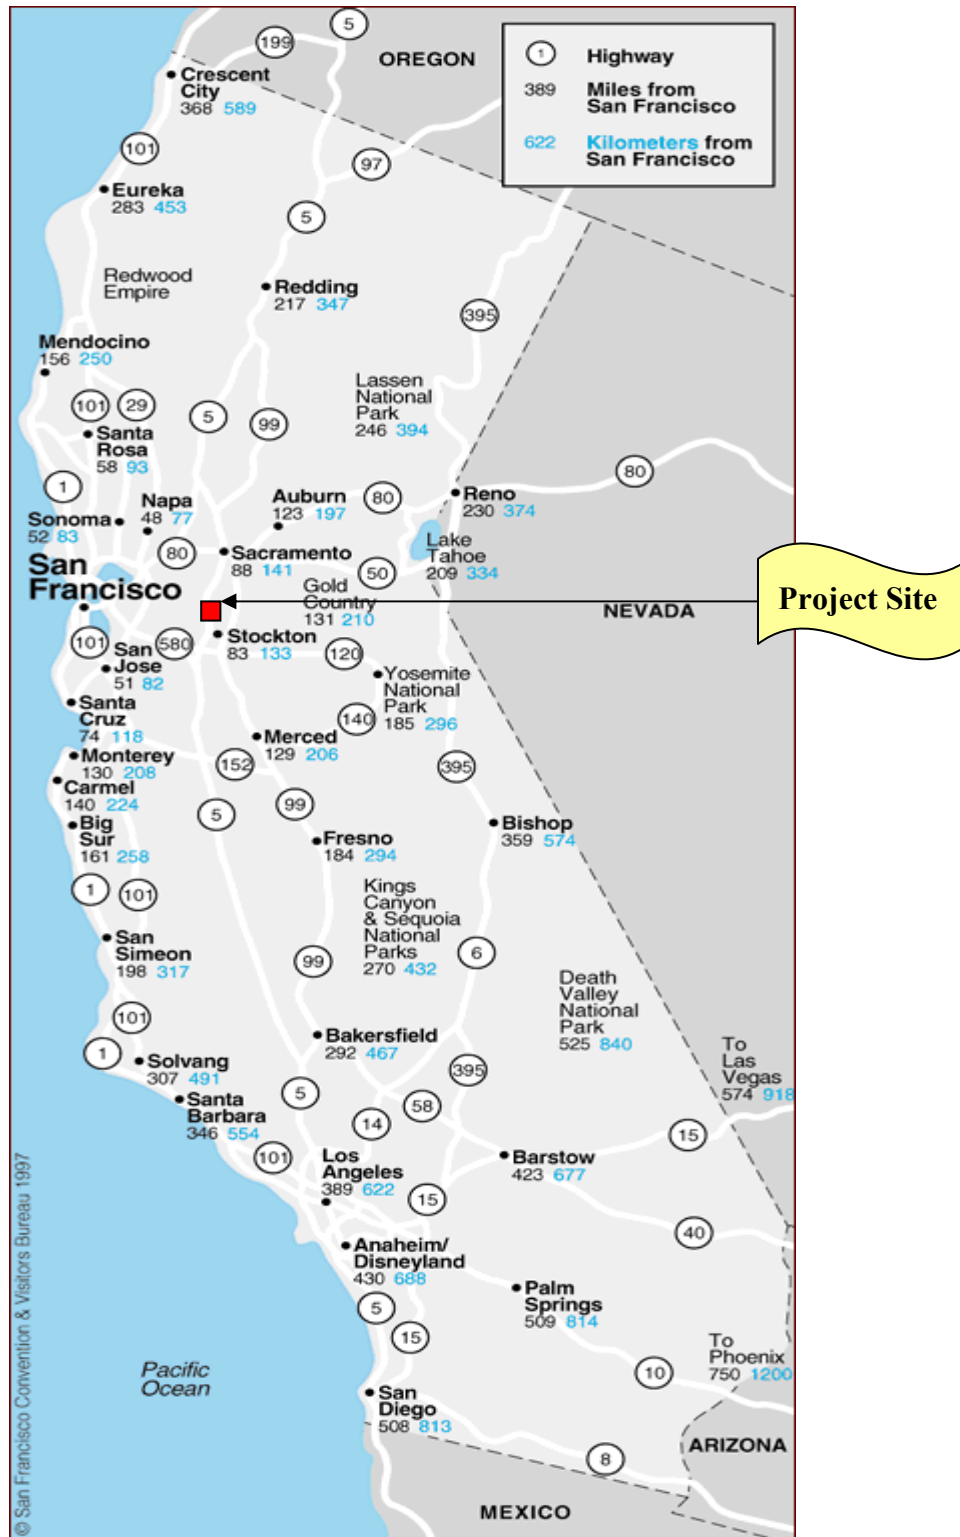 5
199
OREGON
1 Highway
389 Miles from
San Francisco
622 Kilometers from
San Francisco
Crescent
City
368 589
101
97
Eureka
283 453
5
Redwood
Empire
Redding
217 347
395
Mendocino
156 250
Lassen
National
Park
246 394
101
29
5
99
Santa
Rosa
58 93
80
1
Napa
48 77
Auburn
123 197
80
Reno
230 374
Sonoma
52 83
80
Sacramento
88 141
Lake
Tahoe
209 334
50
San
Francisco
Gold
Country
131 210
NEVADA
Project Site
101
580
Stockton
83 133
120
San
Jose
51 82
Yosemite
National
Park
185 296
140
Santa
Cruz
74 118
Merced
129 206
Monterey
130 208
152
395
Carmel
140 224
99
5
Big
Sur
161 258
Fresno
184 294
Bishop
359 574
1
101
Kings
Canyon
& Sequoia
National
Parks
270 432
San
Simeon
198 317
99
6
Death
Valley
National
Park
525 840
101
1
Solvang
307 491
Bakersfield
292 467
To
Las
Vegas
574 918
395
5
58
Santa
Barbara
346 554
14
15
101
Los
Angeles
389 622
Barstow
423 677
15
40
Anaheim/
Disneyland
430 688
5
Palm
Springs
509 814
15
To
Phoenix
750 1200
10
Pacific
Ocean
San
Diego
508 813
ARIZONA
8
MEXICO
© San Francisco Convention & Visitors Bureau 1997